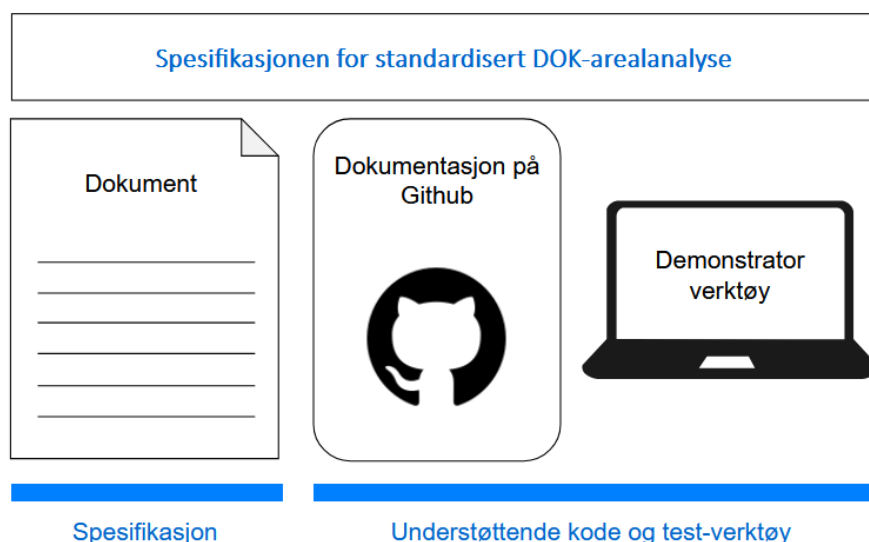 Spesifikasjonen for standardisert DOK-arealanalyse
Dokument
Dokumentasjon på
Github
Demonstrator
verktøy
Spesifikasjon
Understøttende kode og test-verktøy